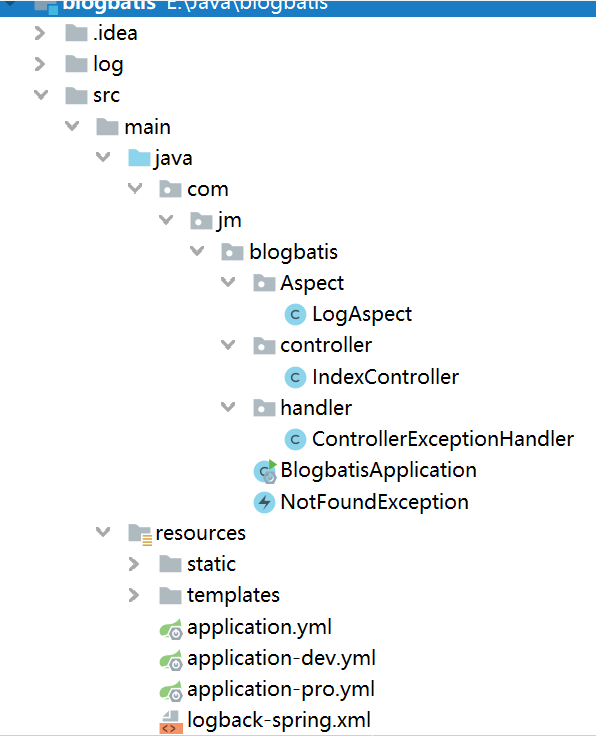 blogbatis E:\Java\blogbatis
.idea
log
src
main
java
com
jm
blogbatis
Aspect
C LogAspect
controller
C IndexController
handler
C ControllerExceptionHandler
C BlogbatisApplication
NotFoundException
resources
static
templates
application.yml
application-dev.yml
application-pro.yml
logback-spring.xml